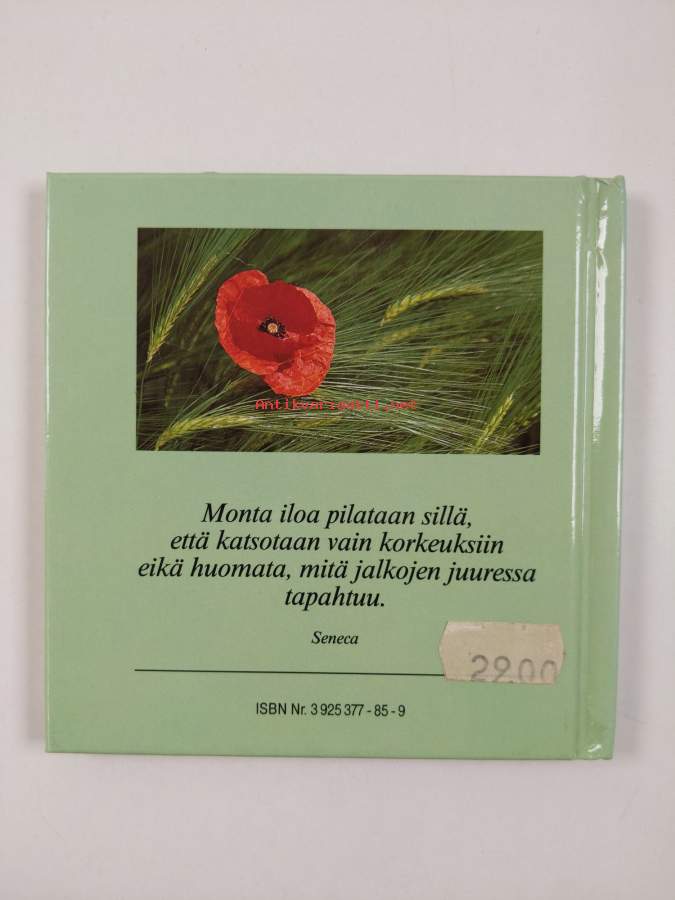 Antikvariaatti.net
Monta iloa pilataan sillä,
että katsotaan vain korkeuksiin
eikä huomata, mitä jalkojen juuressa
tapahtuu.
Seneca
29.00
ISBN Nr. 3 925 377 - 85 - 9